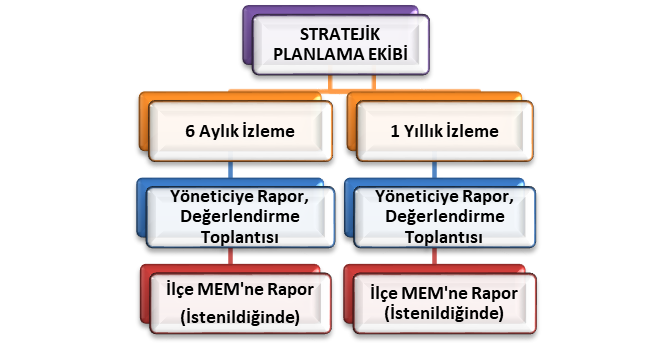 STRATEJİK
PLANLAMA EKİBİ
6 Aylık İzleme
1 Yıllık İzleme
Yöneticiye Rapor,
Değerlendirme
Toplantısı
Yöneticiye Rapor,
Değerlendirme
Toplantısı
İlçe MEM'ne Rapor
(İstenildiğinde)
İlçe MEM'ne Rapor
(İstenildiğinde)